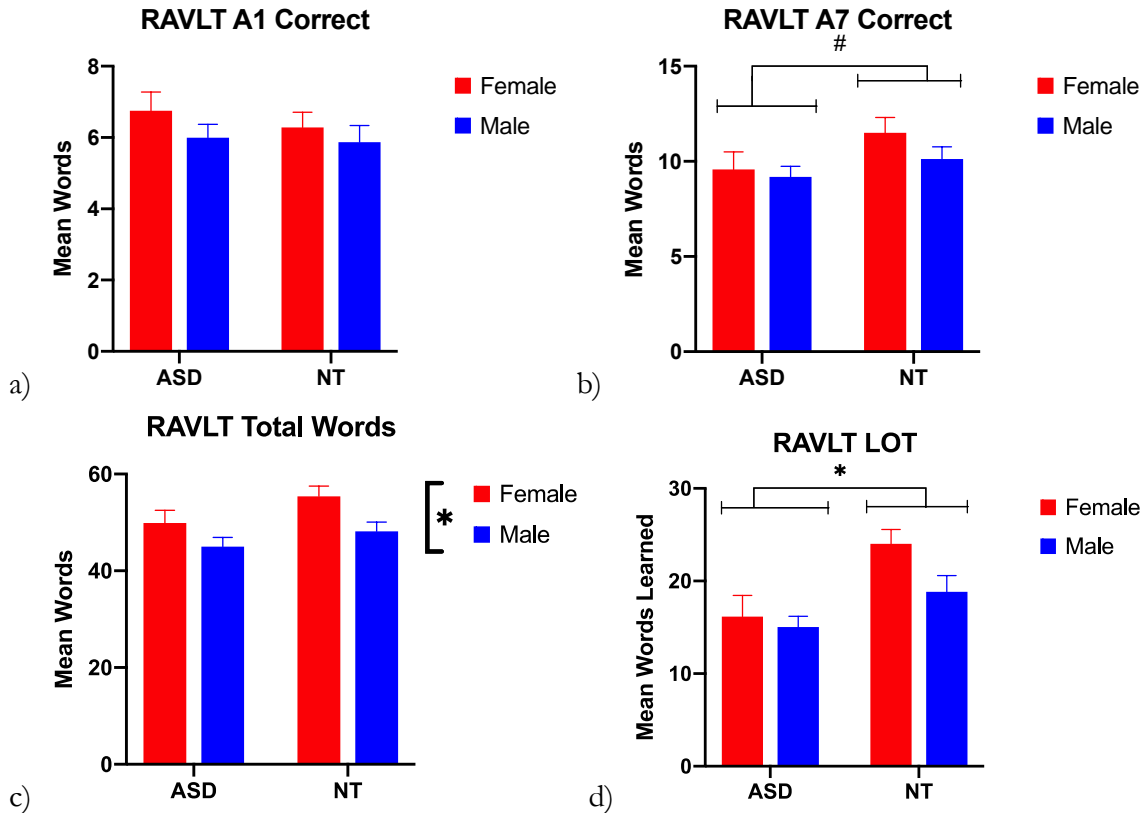 RAVLT A1 Correct
8
6
4
2
0
Mean Words
ASD
NT
Female
Male
a)
RAVLT A7 Correct
#
15
10
5
0
Mean Words
ASD
NT
Female
Male
b)
RAVLT Total Words
60
40
20
0
Mean Words
ASD
NT
*
Female
Male
c)
RAVLT LOT
*
30
20
10
0
Mean Words Learned
ASD
NT
Female
Male
d)